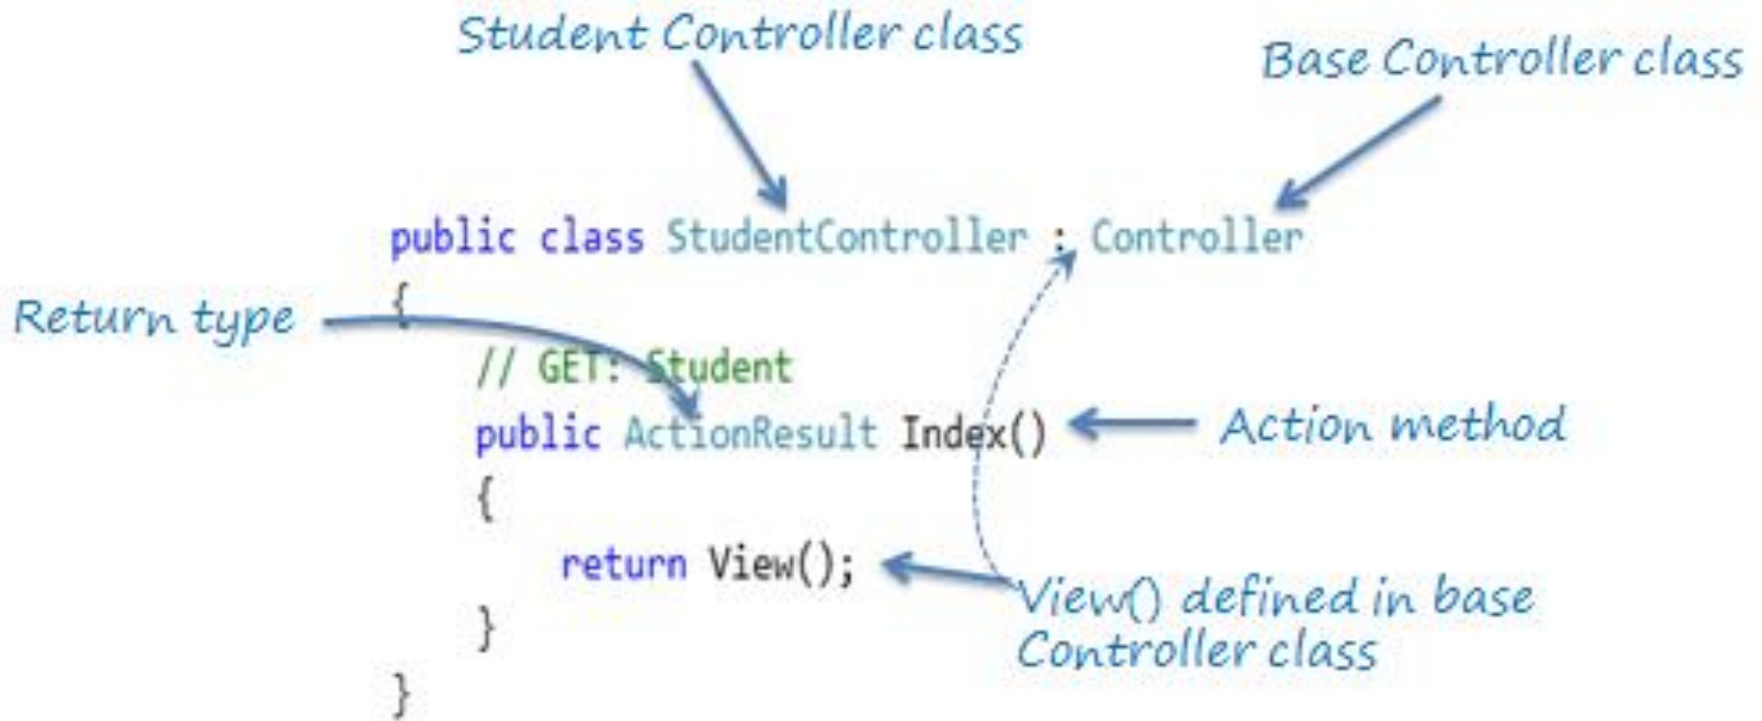 Student Controller class
Base Controller class
public class StudentController : Controller
{
Return type
// GET: Student
public ActionResult Index()
Action method
{
return View();
View() defined in base
Controller class
}
}